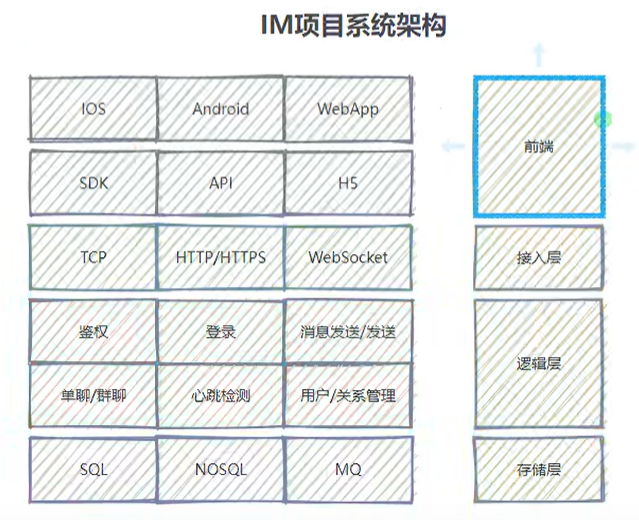 IM项目系统架构
IOS Android WebApp
前端
SDK API H5
TCP HTTP/HTTPS WebSocket 接入层
鉴权 登录 消息发送/发送
逻辑层
单聊/群聊 心跳检测 用户/关系管理
SQL NOSQL MQ 存储层